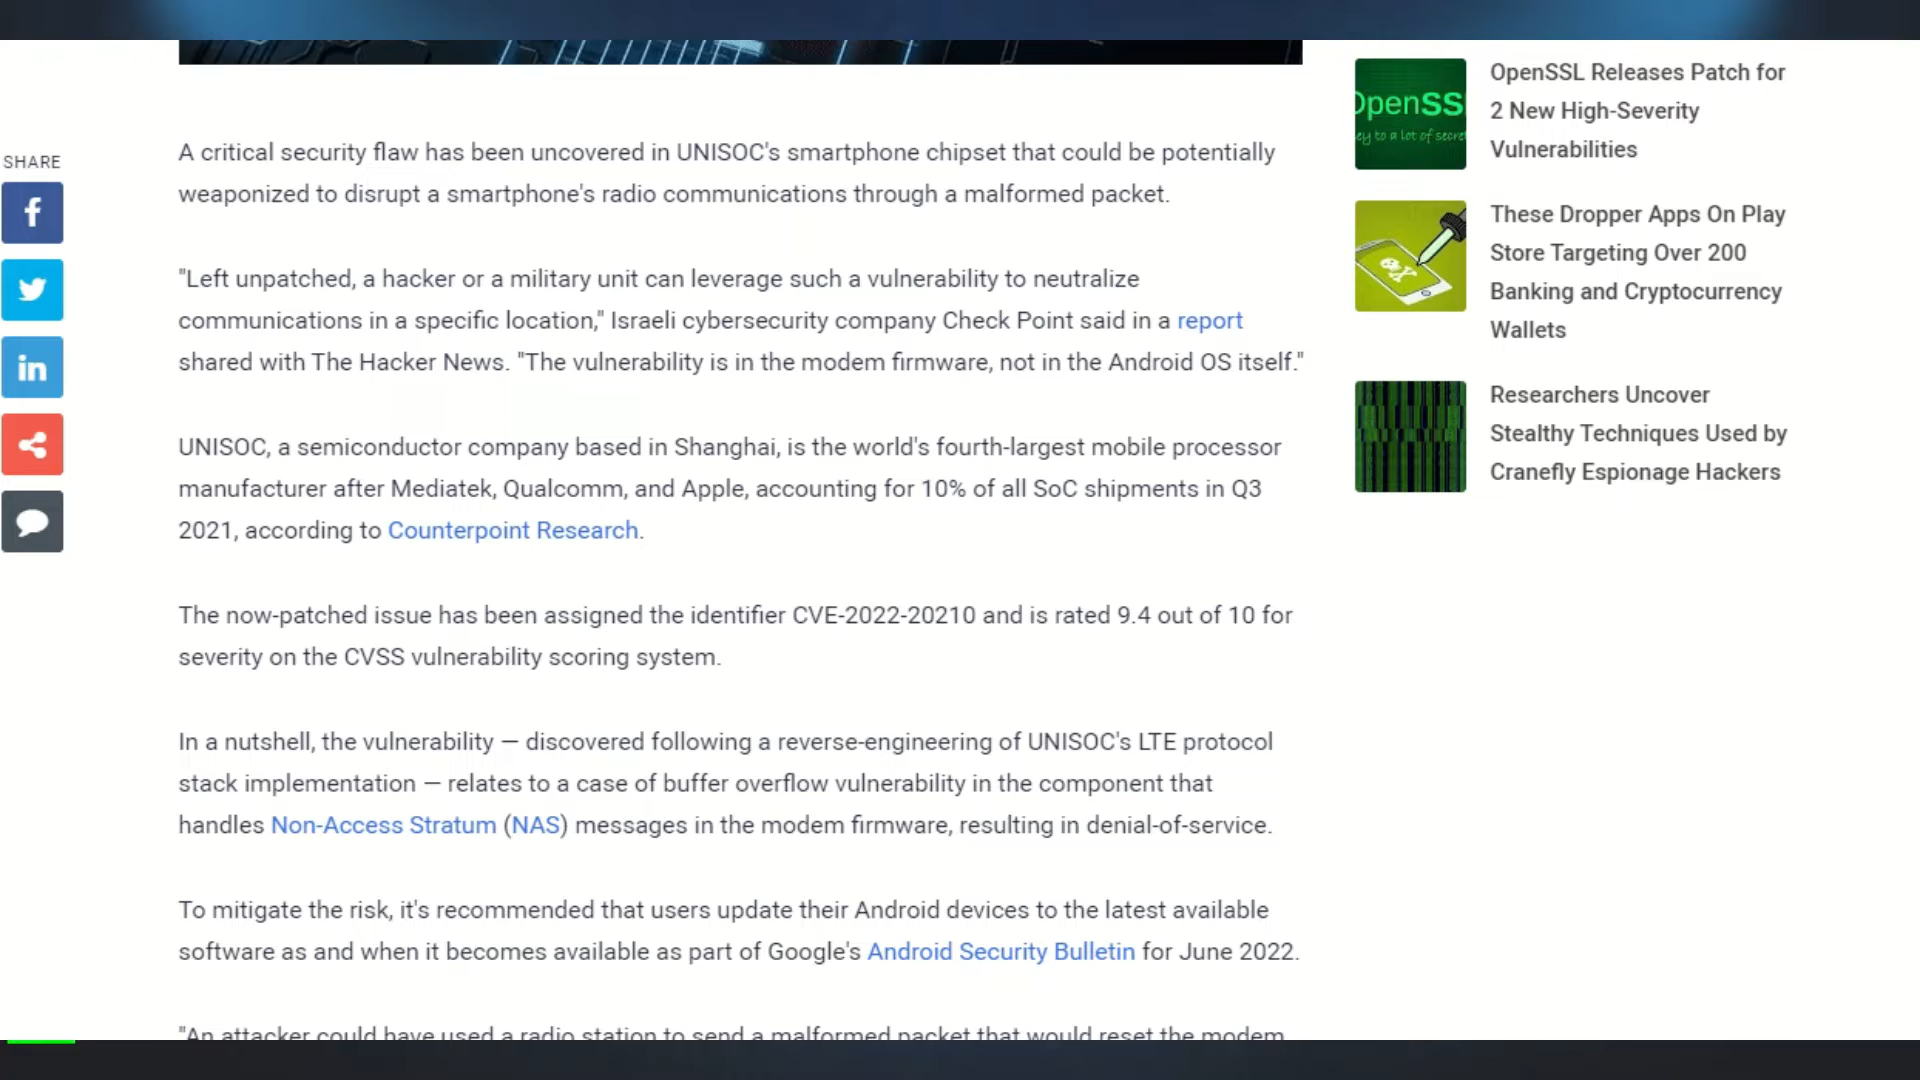 SHARE
A critical security flaw has been uncovered in UNISOC's smartphone chipset that could be potentially
weaponized to disrupt a smartphone's radio communications through a malformed packet.
"Left unpatched, a hacker or a military unit can leverage such a vulnerability to neutralize
communications in a specific location," Israeli cybersecurity company Check Point said in a report
shared with The Hacker News. "The vulnerability is in the modem firmware, not in the Android OS itself."
UNISOC, a semiconductor company based in Shanghai, is the world's fourth-largest mobile processor
manufacturer after Mediatek, Qualcomm, and Apple, accounting for 10% of all SoC shipments in Q3
2021, according to Counterpoint Research.
The now-patched issue has been assigned the identifier CVE-2022-20210 and is rated 9.4 out of 10 for
severity on the CVSS vulnerability scoring system.
In a nutshell, the vulnerability — discovered following a reverse-engineering of UNISOC's LTE protocol
stack implementation — relates to a case of buffer overflow vulnerability in the component that
handles Non-Access Stratum (NAS) messages in the modem firmware, resulting in denial-of-service.
To mitigate the risk, it's recommended that users update their Android devices to the latest available
software as and when it becomes available as part of Google's Android Security Bulletin for June 2022.
"An attacker could have used a radio station to send a malformed packet that would reset the modem
OpenSSL Releases Patch for
2 New High-Severity
Vulnerabilities
These Dropper Apps On Play
Store Targeting Over 200
Banking and Cryptocurrency
Wallets
Researchers Uncover
Stealthy Techniques Used by
Cranefly Espionage Hackers